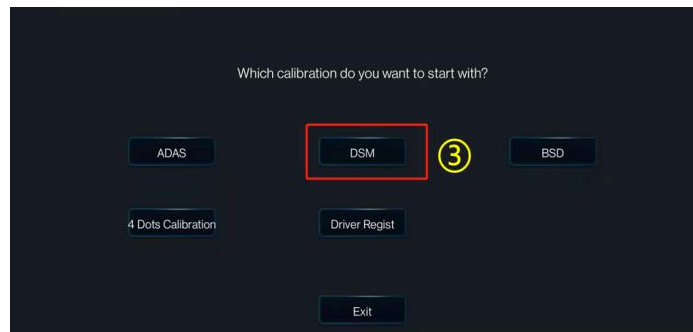 Which calibration do you want to start with?
ADAS
DSM
③
BSD
4 Dots Calibration
Driver Regist
Exit